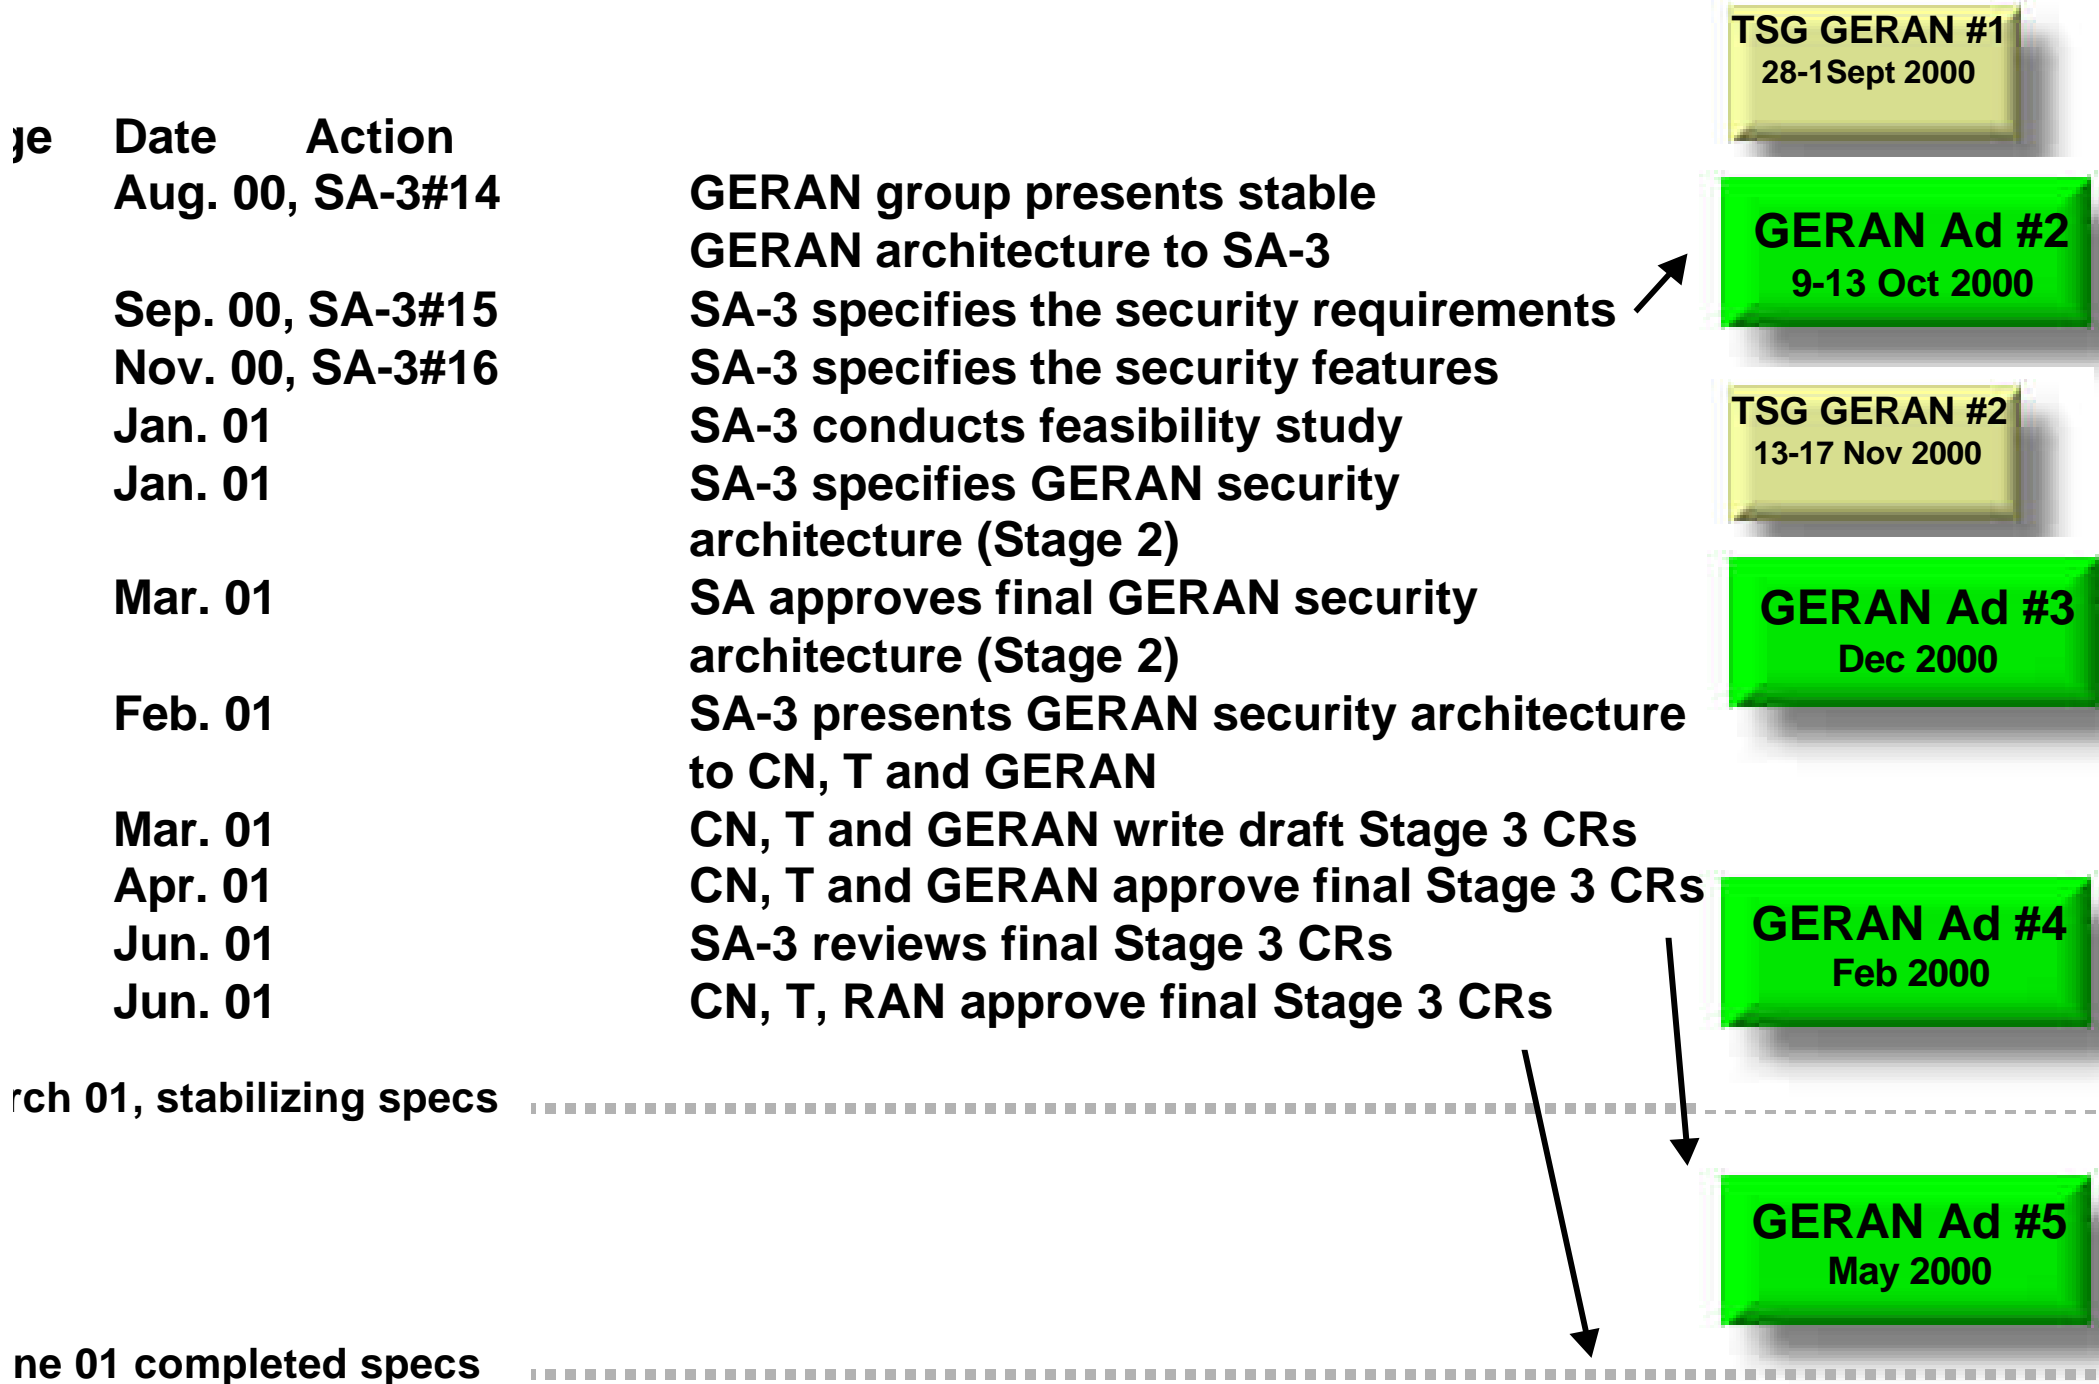 TSG GERAN #1
28-1Sept 2000
Date Action
Aug. 00, SA-3#14 GERAN group presents stable
GERAN architecture to SA-3
GERAN Ad #2
9-13 Oct 2000
Sep. 00, SA-3#15 SA-3 specifies the security requirements
Nov. 00, SA-3#16 SA-3 specifies the security features
Jan. 01 SA-3 conducts feasibility study
TSG GERAN #2
13-17 Nov 2000
Jan. 01 SA-3 specifies GERAN security
architecture (Stage 2)
Mar. 01 SA approves final GERAN security
architecture (Stage 2)
GERAN Ad #3
Dec 2000
Feb. 01 SA-3 presents GERAN security architecture
to CN, T and GERAN
Mar. 01 CN, T and GERAN write draft Stage 3 CRs
Apr. 01 CN, T and GERAN approve final Stage 3 CRs
Jun. 01 SA-3 reviews final Stage 3 CRs
Jun. 01 CN, T, RAN approve final Stage 3 CRs
GERAN Ad #4
Feb 2000
rch 01, stabilizing specs
GERAN Ad #5
May 2000
ne 01 completed specs